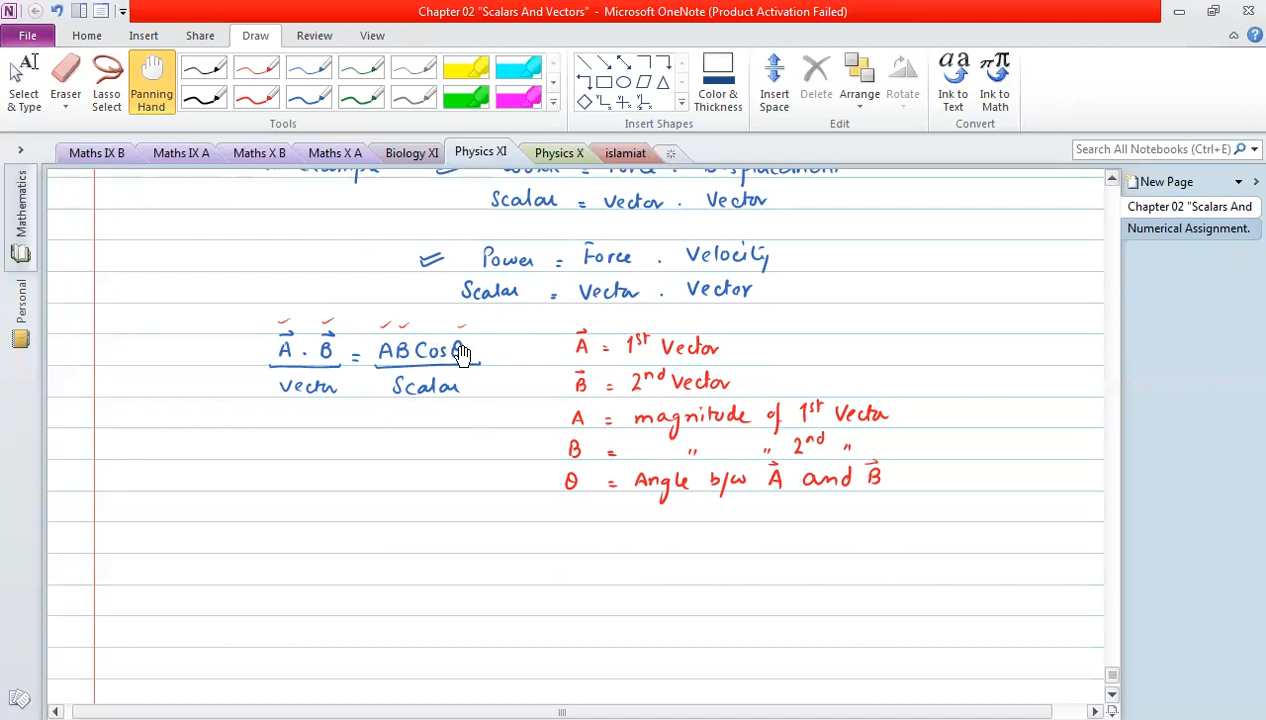 Chapter 02 "Scalars And Vectors" - Microsoft OneNote (Product Activation Failed)
File Home Insert Share Draw Review View
Select & Type
Eraser
Lasso Select
Panning Hand
Color & Thickness
Insert Space
Delete
Arrange
Rotate
Ink to Text
Ink to Math
Tools Insert Shapes Edit Convert
Maths IX B Maths IX A Maths X B Maths X A Biology XI Physics XI Physics X islamiat
Search All Notebooks (Ctrl+E)
Mathematics
Personal
New Page
Chapter 02 "Scalars And
Numerical Assignment.
Scalar = Vector . Vector
Power = Force . Velocity
Scalar = Vector . Vector
A⃗ . B⃗ = AB Cos θ
Vector Scalar
A⃗ = 1st Vector
B⃗ = 2nd Vector
A = magnitude of 1st Vector
B = " " 2nd "
θ = Angle b/w A⃗ and B⃗